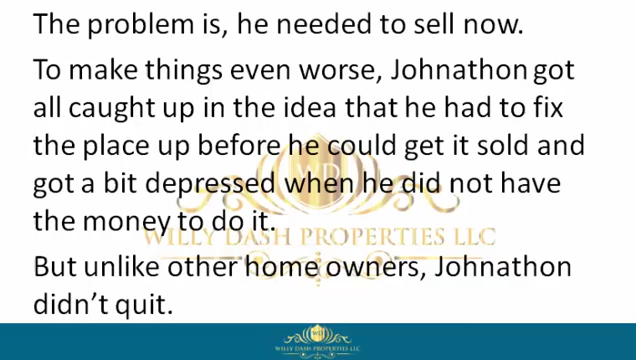 The problem is, he needed to sell now.
To make things even worse, Johnathon got
all caught up in the idea that he had to fix
the place up before he could get it sold and
got a bit depressed when he did not have
the money to do it.
WILLY DASH PROPERTIES LLC
But unlike other home owners, Johnathon
didn’t quit.
WILLY DASH PROPERTIES LLC